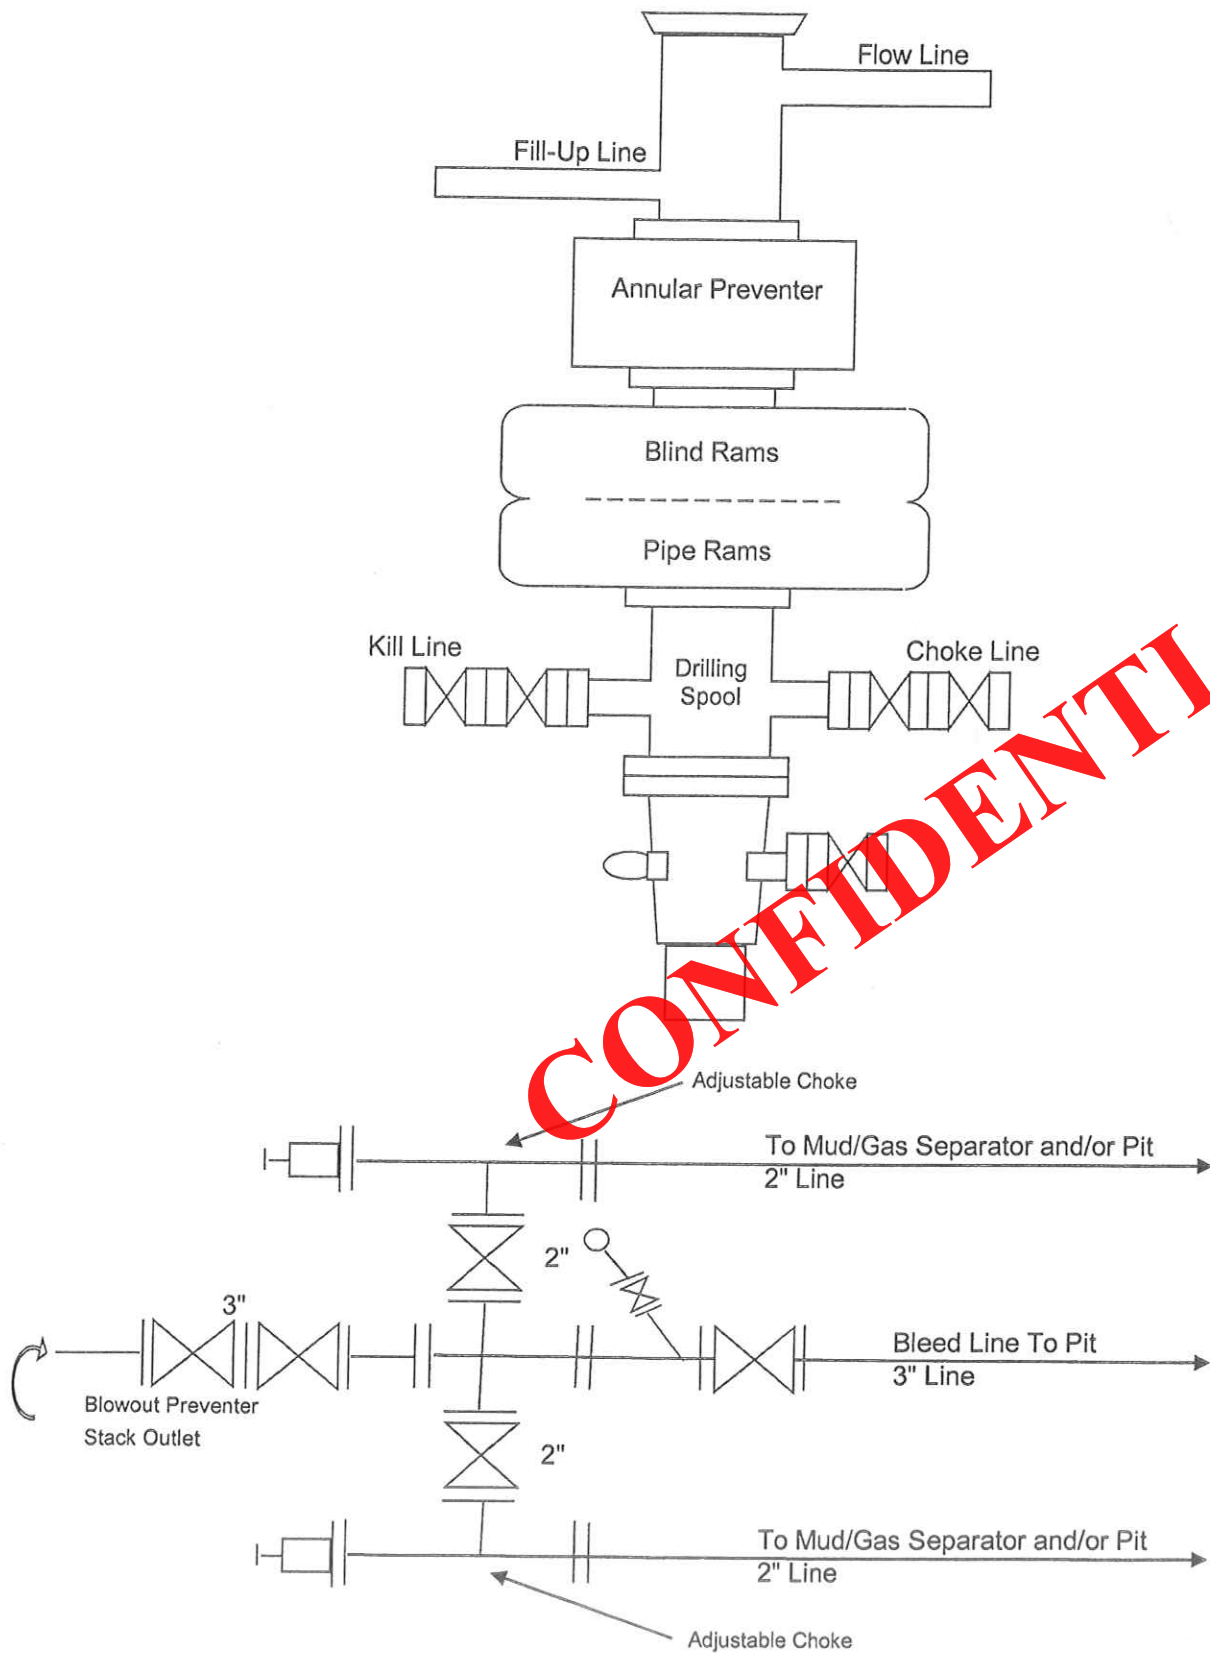 Flow Line
Fill-Up Line
Annular Preventer
Blind Rams
Pipe Rams
Kill Line
Choke Line
Drilling
Spool
CONFIDENTI
Adjustable Choke
To Mud/Gas Separator and/or Pit
2" Line
2"
3"
Bleed Line To Pit
3" Line
Blowout Preventer
Stack Outlet
2"
To Mud/Gas Separator and/or Pit
2" Line
Adjustable Choke